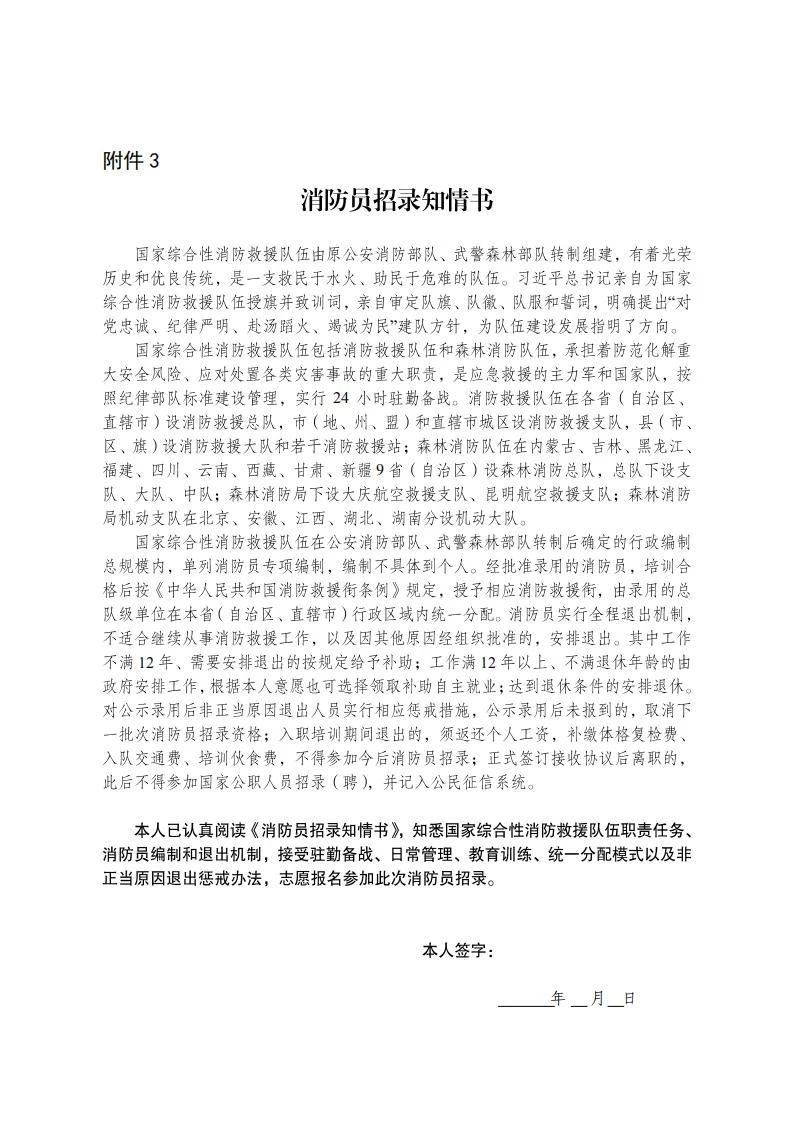 附件 3
消防员招录知情书
国家综合性消防救援队伍由原公安消防部队、武警森林部队转制组建，有着光荣
历史和优良传统，是一支救民于水火、助民于危难的队伍。习近平总书记亲自为国家
综合性消防救援队伍授旗并致训词，亲自审定队旗、队徽、队服和誓词，明确提出“对
党忠诚、纪律严明、赴汤蹈火、竭诚为民”建队方针，为队伍建设发展指明了方向。
国家综合性消防救援队伍包括消防救援队伍和森林消防队伍，承担着防范化解重
大安全风险、应对处置各类灾害事故的重大职责，是应急救援的主力军和国家队，按
照纪律部队标准建设管理，实行 24 小时驻勤备战。消防救援队伍在各省（自治区、
直辖市）设消防救援总队，市（地、州、盟）和直辖市城区设消防救援支队，县（市、
区、旗）设消防救援大队和若干消防救援站；森林消防队伍在内蒙古、吉林、黑龙江、
福建、四川、云南、西藏、甘肃、新疆 9 省（自治区）设森林消防总队，总队下设支
队、大队、中队；森林消防局下设大庆航空救援支队、昆明航空救援支队；森林消防
局机动支队在北京、安徽、江西、湖北、湖南分设机动大队。
国家综合性消防救援队伍在公安消防部队、武警森林部队转制后确定的行政编制
总规模内，单列消防员专项编制，编制不具体到个人。经批准录用的消防员，培训合
格后按《中华人民共和国消防救援衔条例》规定，授予相应消防救援衔，由录用的总
队级单位在本省（自治区、直辖市）行政区域内统一分配。消防员实行全程退出机制，
不适合继续从事消防救援工作，以及因其他原因经组织批准的，安排退出。其中工作
不满 12 年、需要安排退出的按规定给予补助；工作满 12 年以上、不满退休年龄的由
政府安排工作，根据本人意愿也可选择领取补助自主就业；达到退休条件的安排退休。
对公示录用后非正当原因退出人员实行相应惩戒措施，公示录用后未报到的，取消下
一批次消防员招录资格；入职培训期间退出的，须返还个人工资，补缴体格复检费、
入队交通费、培训伙食费，不得参加今后消防员招录；正式签订接收协议后离职的，
此后不得参加国家公职人员招录（聘），并记入公民征信系统。
本人已认真阅读《消防员招录知情书》，知悉国家综合性消防救援队伍职责任务、
消防员编制和退出机制，接受驻勤备战、日常管理、教育训练、统一分配模式以及非
正当原因退出惩戒办法，志愿报名参加此次消防员招录。
本人签字：
_______年 __月__日